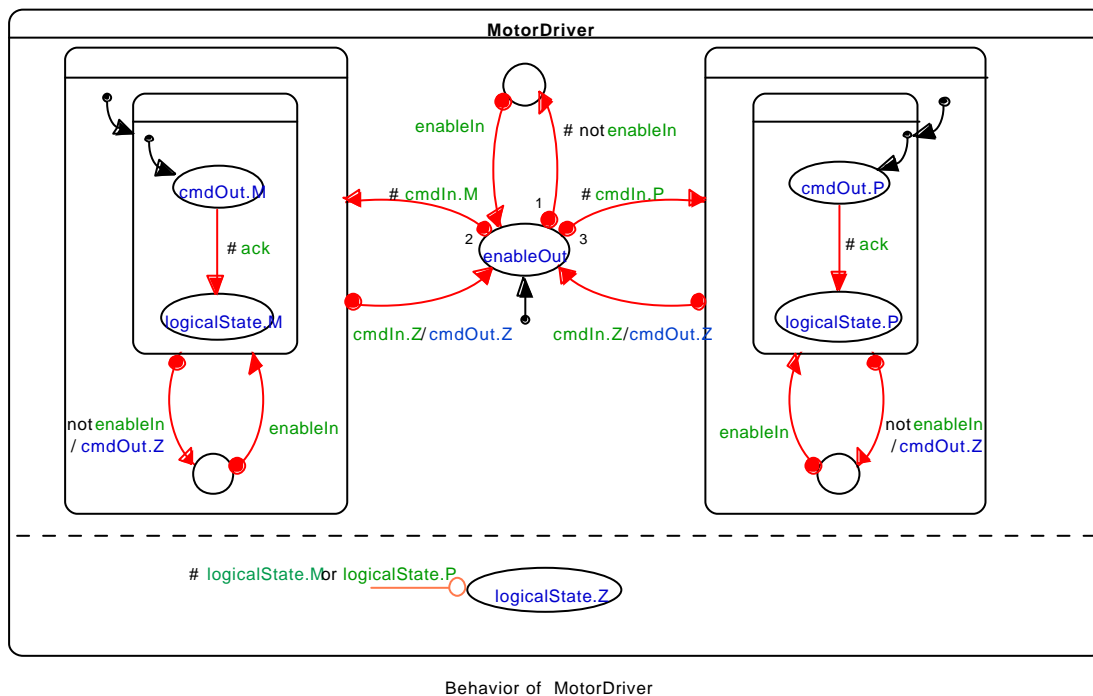 MotorDriver
enableIn
# not enableIn
# cmdIn.M
# cmdIn.P
1
2
3
cmdOut.M
cmdOut.P
# ack
# ack
enableOut
logicalState.M
logicalState.P
cmdIn.Z/cmdOut.Z
cmdIn.Z/cmdOut.Z
not enableIn
/ cmdOut.Z
enableIn
enableIn
not enableIn
/ cmdOut.Z
# logicalState.M or logicalState.P
logicalState.Z
Behavior of MotorDriver